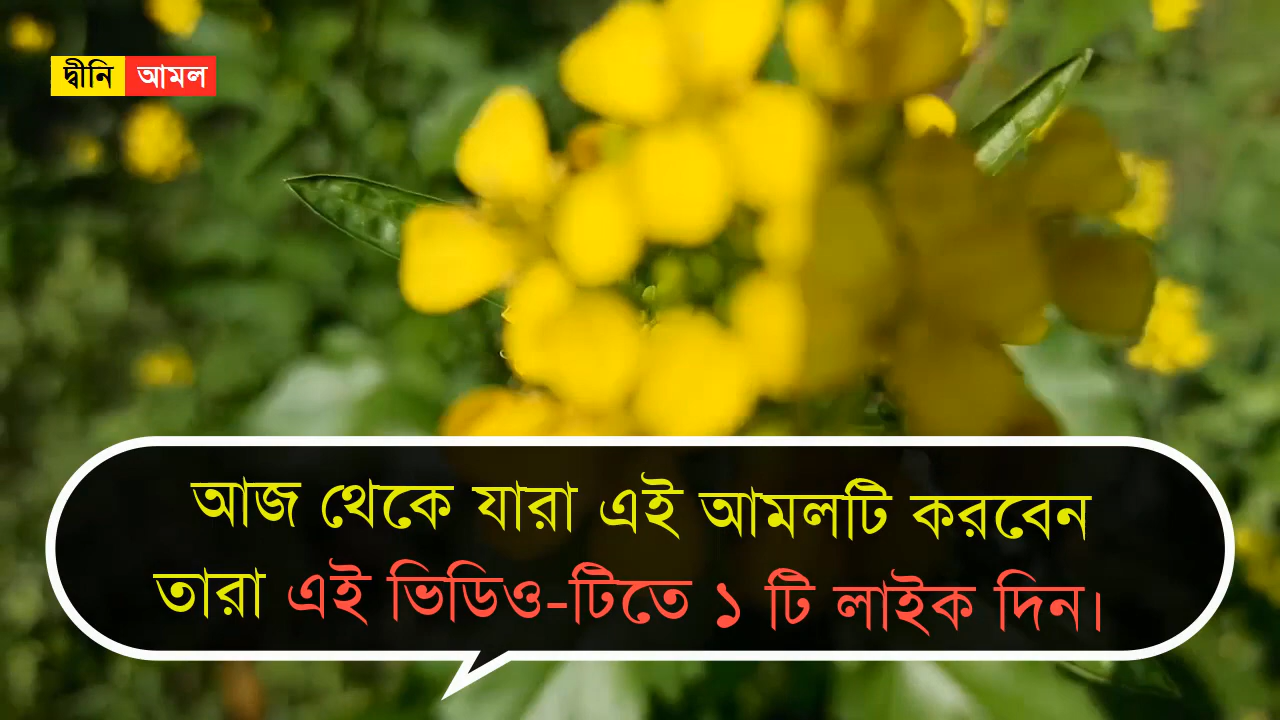 দ্বীনি আমল
আজ থেকে যারা এই আমলটি করবেন
তারা এই ভিডিও-টিতে ১ টি লাইক দিন।